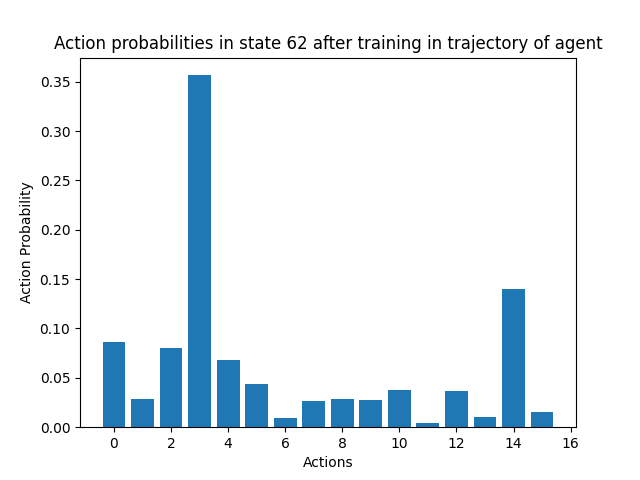 Action probabilities in state 62 after training in trajectory of agent
0.35
0.30
0.25
0.20
0.15
0.10
0.05
0.00
Action Probability
0 2 4 6 8 10 12 14 16
Actions